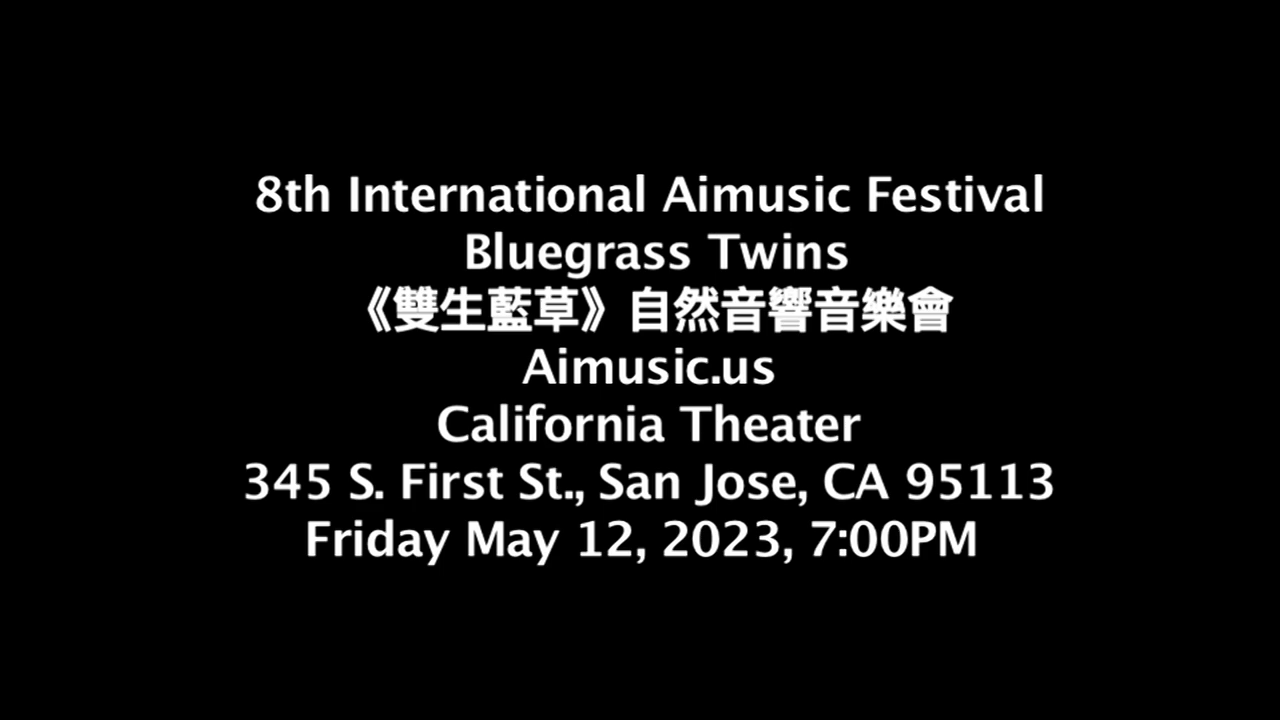 8th International Aimusic Festival
Bluegrass Twins
《雙生藍草》自然音響音樂會
Aimusic.us
California Theater
345 S. First St., San Jose, CA 95113
Friday May 12, 2023, 7:00PM